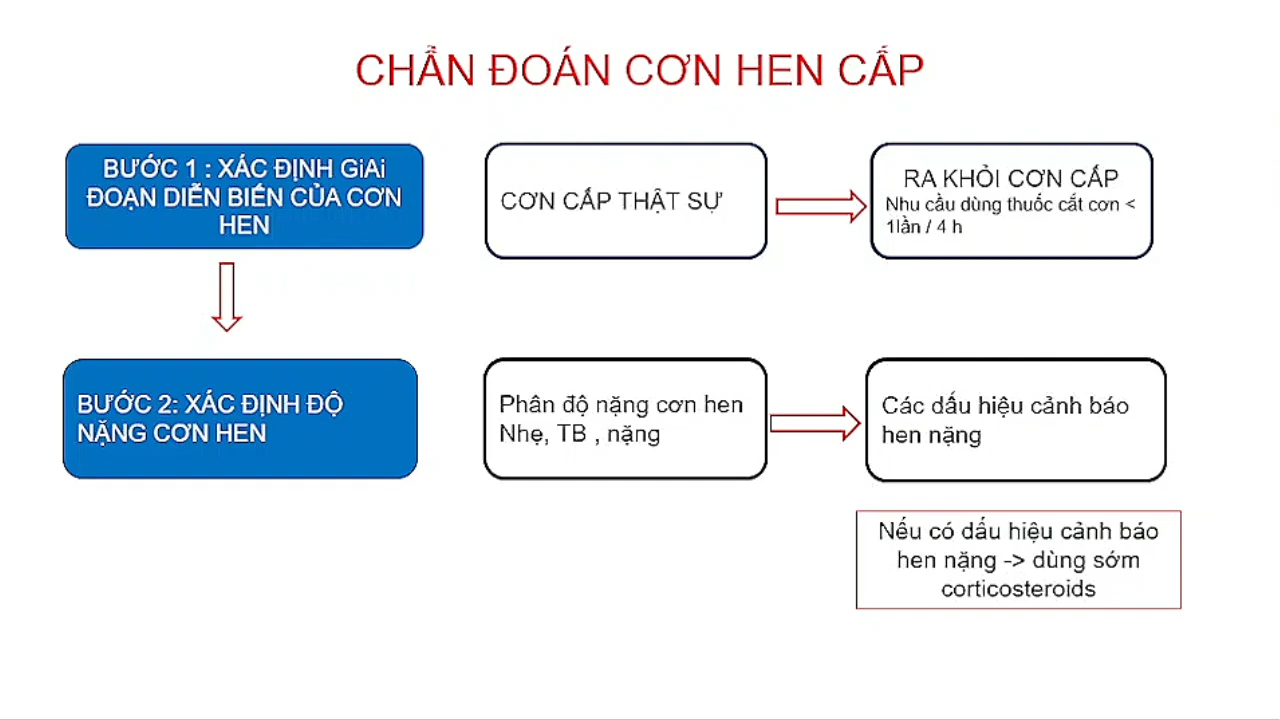 CHẨN ĐOÁN CƠN HEN CẤP
BƯỚC 1 : XÁC ĐỊNH GiAi
ĐOẠN DIỄN BIẾN CỦA CƠN
HEN
CƠN CẤP THẬT SỰ
RA KHỎI CƠN CẤP
Nhu cầu dùng thuốc cắt cơn <
1lần / 4 h
BƯỚC 2: XÁC ĐỊNH ĐỘ
NẶNG CƠN HEN
Phân độ nặng cơn hen
Nhẹ, TB , nặng
Các dấu hiệu cảnh báo
hen nặng
Nếu có dấu hiệu cảnh báo
hen nặng -> dùng sớm
corticosteroids